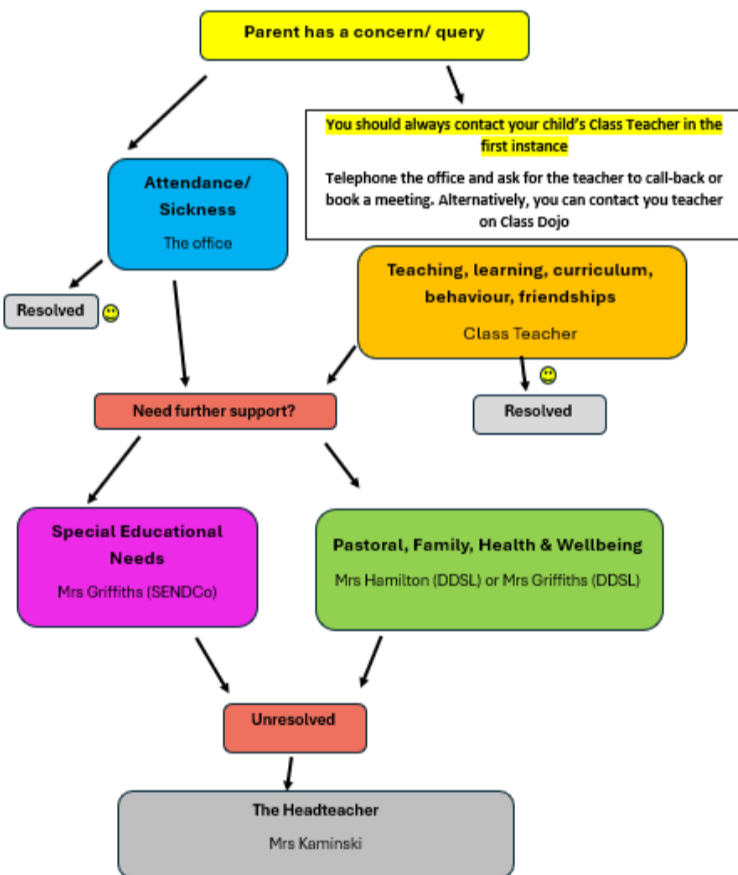 Parent has a concern/ query
You should always contact your child's Class Teacher in the
first instance
Telephone the office and ask for the teacher to call-back or
book a meeting. Alternatively, you can contact you teacher
on Class Dojo
Attendance/
Sickness
The office
Teaching, learning, curriculum,
behaviour, friendships
Class Teacher
Resolved
Need further support?
Resolved
Special Educational
Needs
Mrs Griffiths (SENDCo)
Pastoral, Family, Health & Wellbeing
Mrs Hamilton (DDSL) or Mrs Griffiths (DDSL)
Unresolved
The Headteacher
Mrs Kaminski